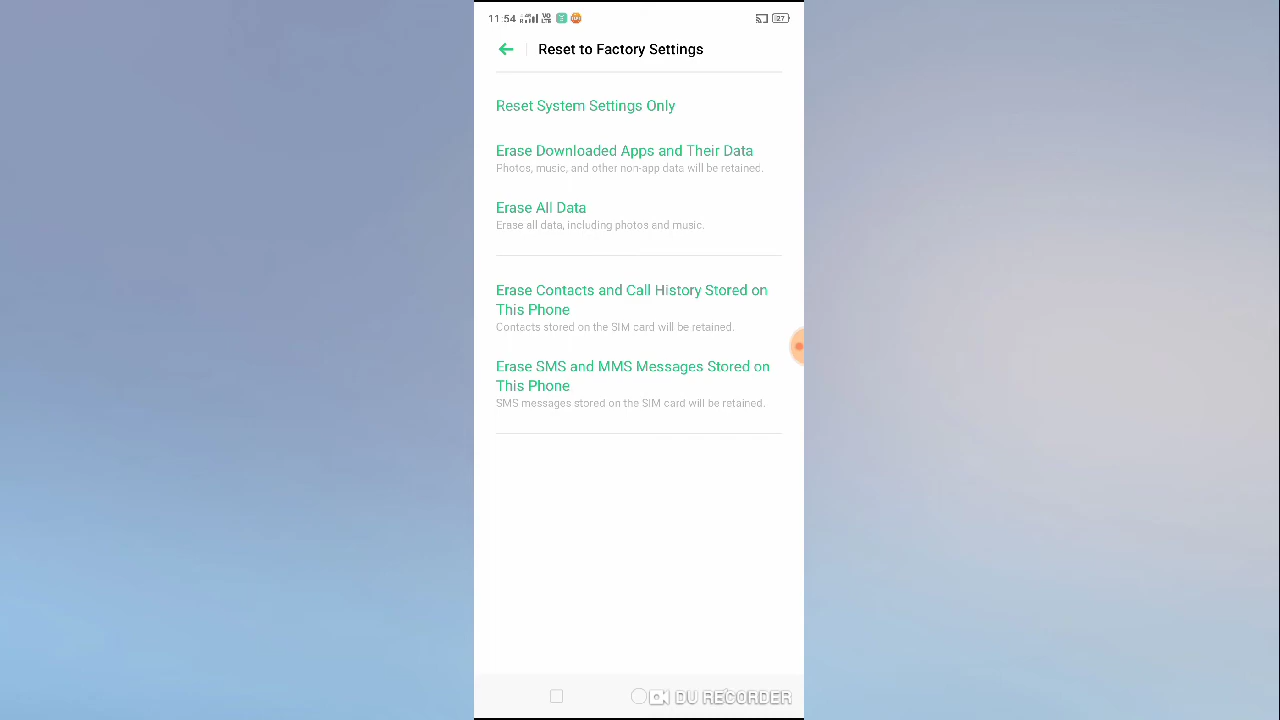 11:54
27
Reset to Factory Settings
Reset System Settings Only
Erase Downloaded Apps and Their Data
Photos, music, and other non-app data will be retained.
Erase All Data
Erase all data, including photos and music.
Erase Contacts and Call History Stored on
This Phone
Contacts stored on the SIM card will be retained.
Erase SMS and MMS Messages Stored on
This Phone
SMS messages stored on the SIM card will be retained.
DU RECORDER